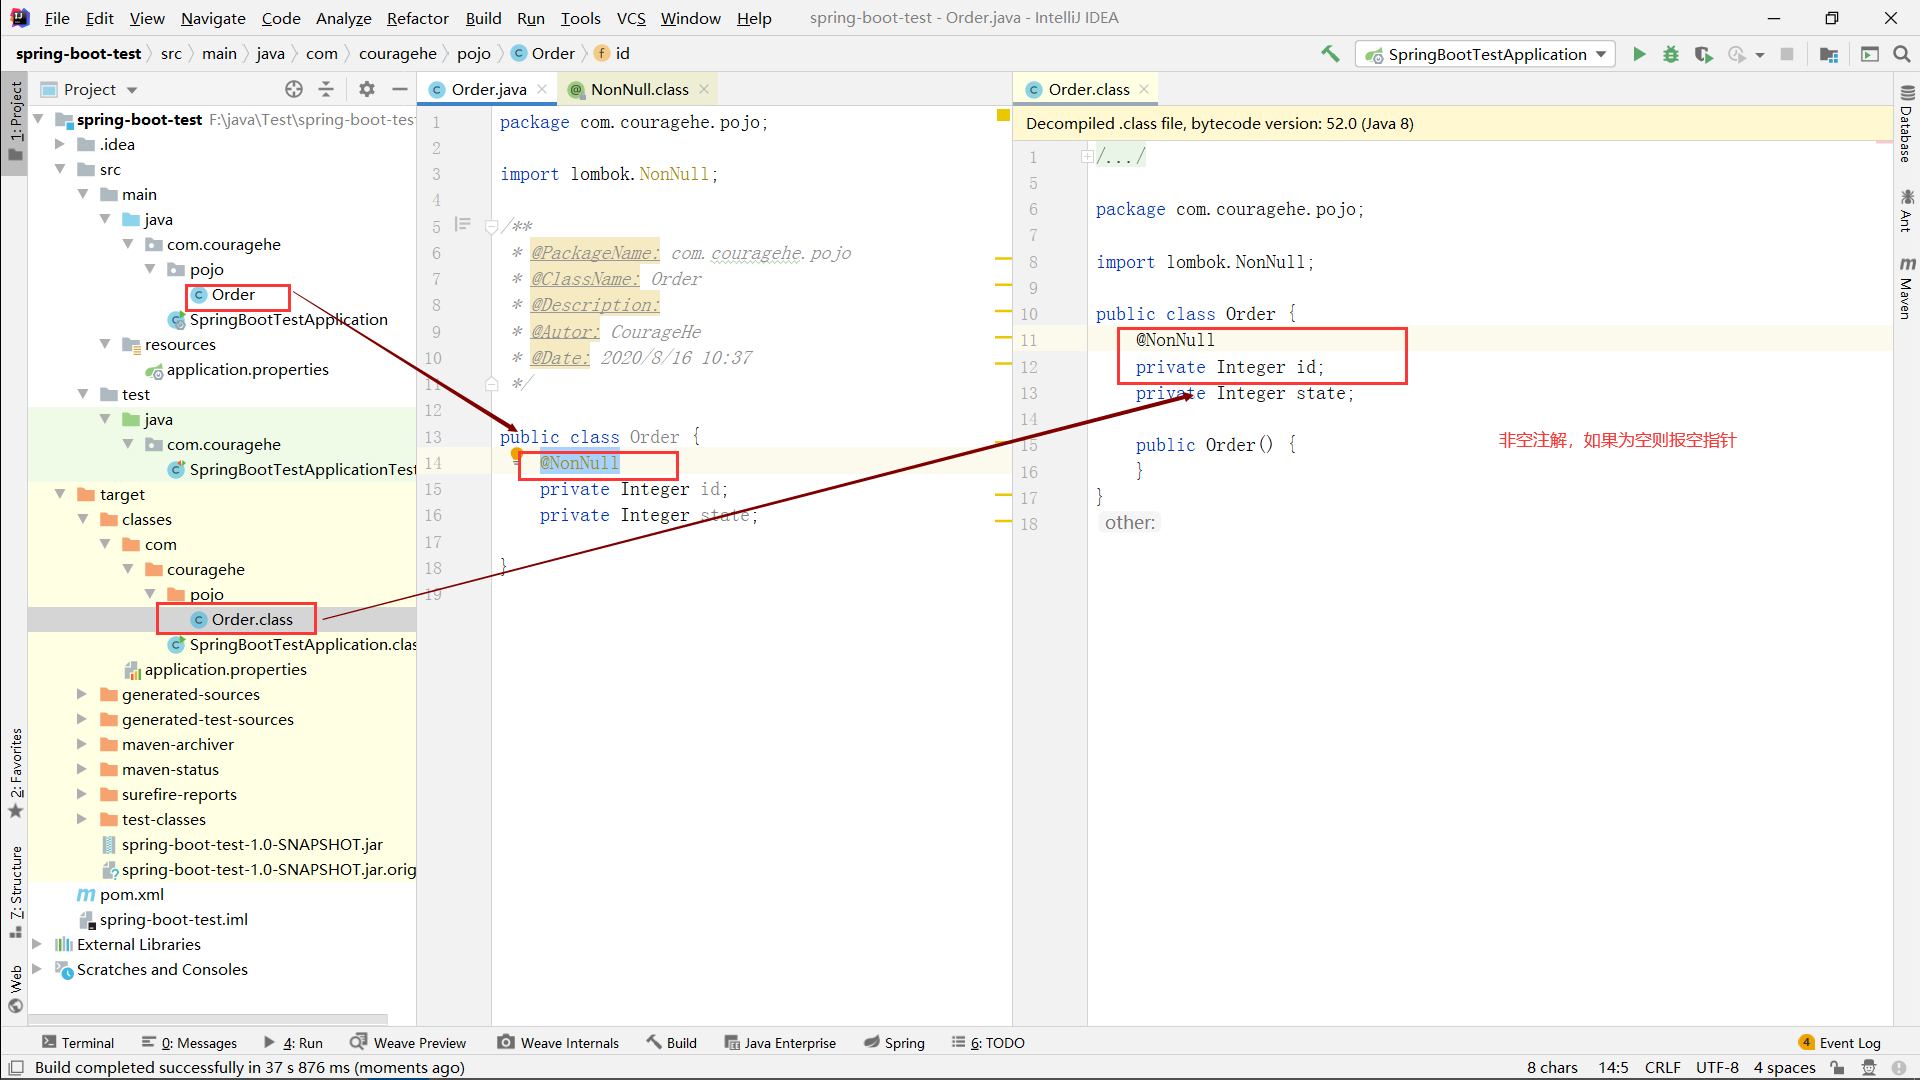 File Edit View Navigate Code Analyze Refactor Build Run Tools VCS Window Help spring-boot-test - Order.java - IntelliJ IDEA
spring-boot-test src main java com couragehe pojo Order id SpringBootTestApplication
1: Project
2: Favorites
7: Structure
Web
Project
spring-boot-test F:\java\Test\spring-boot-tes
.idea
src
main
java
com.couragehe
pojo
Order
SpringBootTestApplication
resources
application.properties
test
java
com.couragehe
SpringBootTestApplicationTest
target
classes
com
couragehe
pojo
Order.class
SpringBootTestApplication.clas
application.properties
generated-sources
generated-test-sources
maven-archiver
maven-status
surefire-reports
test-classes
spring-boot-test-1.0-SNAPSHOT.jar
spring-boot-test-1.0-SNAPSHOT.jar.orig
pom.xml
spring-boot-test.iml
External Libraries
Scratches and Consoles
Order.java NonNull.class
1 package com.couragehe.pojo;
2
3 import lombok.NonNull;
4
5 /**
6 * @PackageName: com.couragehe.pojo
7 * @ClassName: Order
8 * @Description:
9 * @Autor: CourageHe
10 * @Date: 2020/8/16 10:37
11 */
12
13 public class Order {
14 @NonNull
15 private Integer id;
16 private Integer state;
17
18 }
19
Order.class
Decompiled .class file, bytecode version: 52.0 (Java 8)
1 /.../
5
6 package com.couragehe.pojo;
7
8 import lombok.NonNull;
9
10 public class Order {
11 @NonNull
12 private Integer id;
13 private Integer state;
14
15 public Order() {
16 }
17 }
18
other:
非空注解，如果为空则报空指针
Database
Ant
m Maven
Terminal 0: Messages 4: Run Weave Preview Weave Internals Build Java Enterprise Spring 6: TODO 4 Event Log
Build completed successfully in 37 s 876 ms (moments ago) 8 chars 14:5 CRLF UTF-8 4 spaces